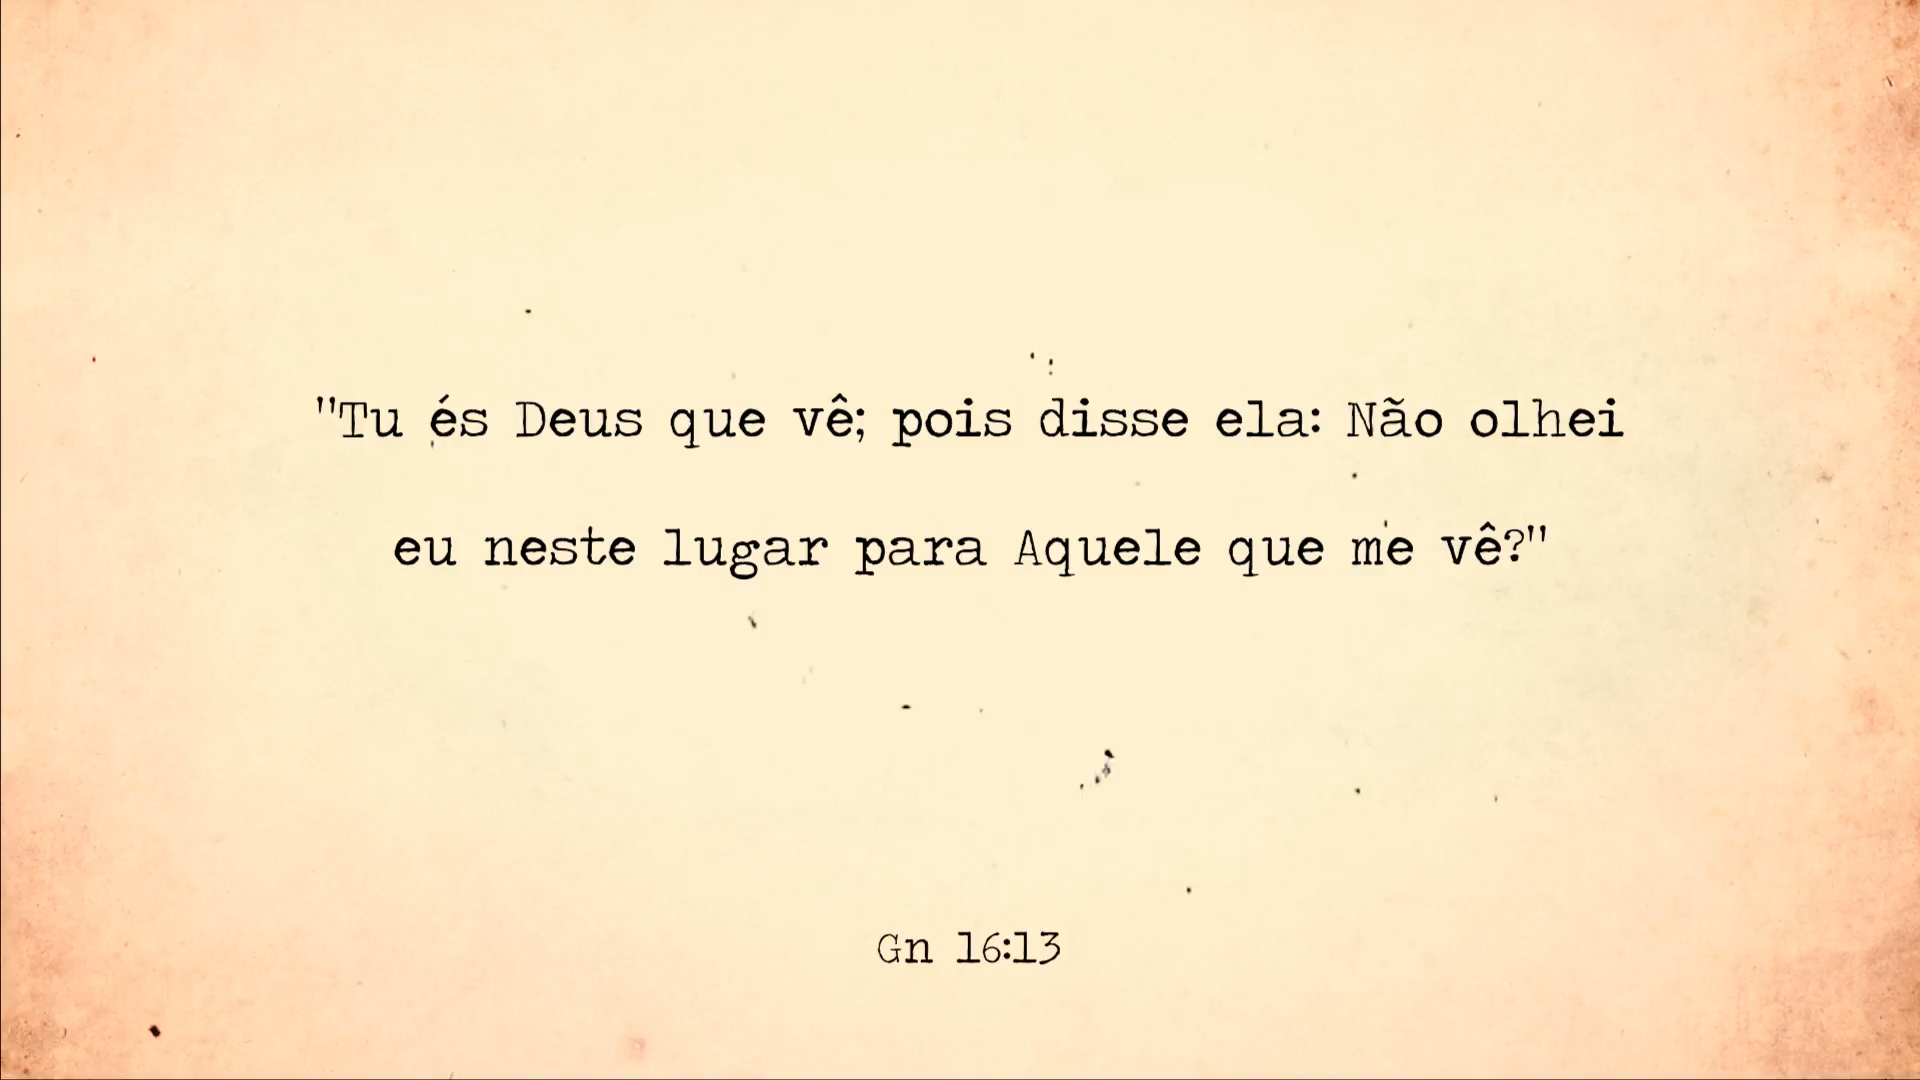 "Tu és Deus que vê; pois disse ela: Não olhei
eu neste lugar para Aquele que me vê?"
Gn 16:13